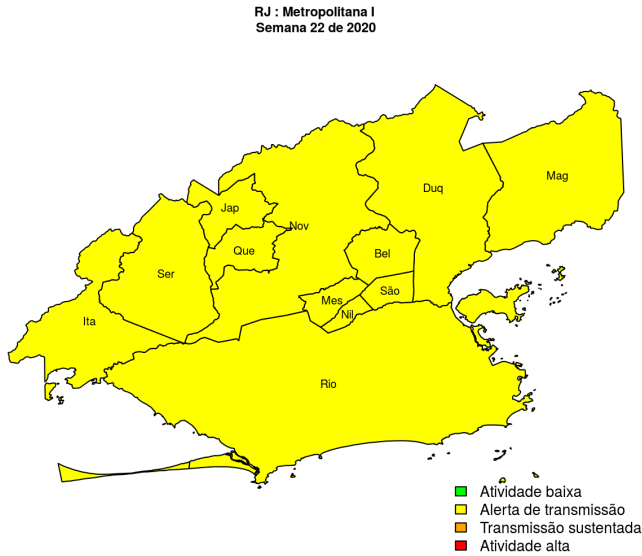 RJ : Metropolitana I
Semana 22 de 2020
Mag
Duq
Jap
Nov
Que
Bel
Ser
São
Mes
Nil
Ita
Rio
Atividade baixa
Alerta de transmissão
Transmissão sustentada
Atividade alta